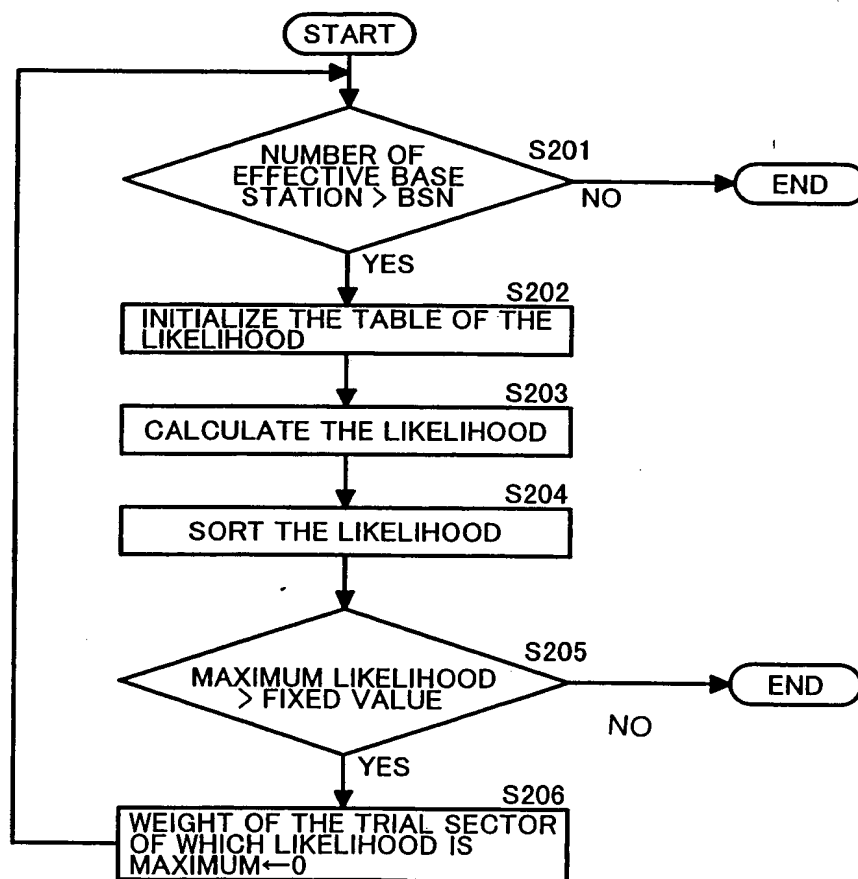 START
NUMBER OF
EFFECTIVE BASE
STATION > BSN
S201
NO
END
YES
S202
INITIALIZE THE TABLE OF THE
LIKELIHOOD
S203
CALCULATE THE LIKELIHOOD
S204
SORT THE LIKELIHOOD
S205
MAXIMUM LIKELIHOOD
> FIXED VALUE
NO
END
YES
S206
WEIGHT OF THE TRIAL SECTOR
OF WHICH LIKELIHOOD IS
MAXIMUM←0